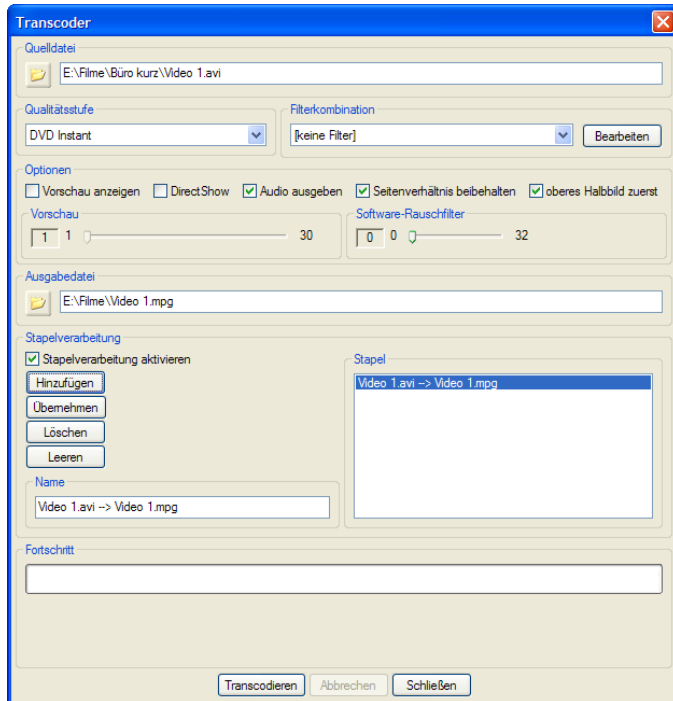 Transcoder
Quelldatei
E:\Filme\Büro kurz\Video 1.avi
Qualitätsstufe
Filterkombination
DVD Instant
[keine Filter]
Bearbeiten
Optionen
Vorschau anzeigen
DirectShow
Audio ausgeben
Seitenverhältnis beibehalten
oberes Halbbild zuerst
Vorschau
Software-Rauschfilter
1 1 30
0 0 32
Ausgabedatei
E:\Filme\Video 1.mpg
Stapelverarbeitung
Stapelverarbeitung aktivieren
Hinzufügen
Übernehmen
Löschen
Leeren
Stapel
Video 1.avi --> Video 1.mpg
Name
Video 1.avi --> Video 1.mpg
Fortschritt
Transcodieren
Abbrechen
Schließen